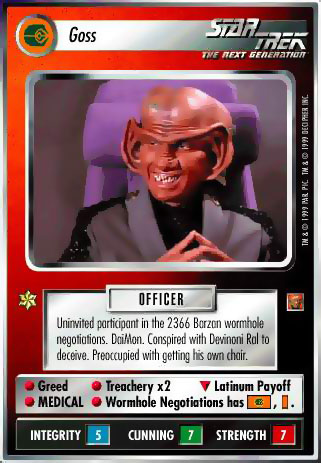 Goss
STAR TREK
THE NEXT GENERATION
TM & © 1999 PAR. PIC. TM & © 1999 DECIPHER INC.
OFFICER
Uninvited participant in the 2366 Barzan wormhole
negotiations. DaiMon. Conspired with Devinoni Ral to
deceive. Preoccupied with getting his own chair.
Greed Treachery x2 Latinum Payoff
MEDICAL Wormhole Negotiations has , .
INTEGRITY 5 CUNNING 7 STRENGTH 7